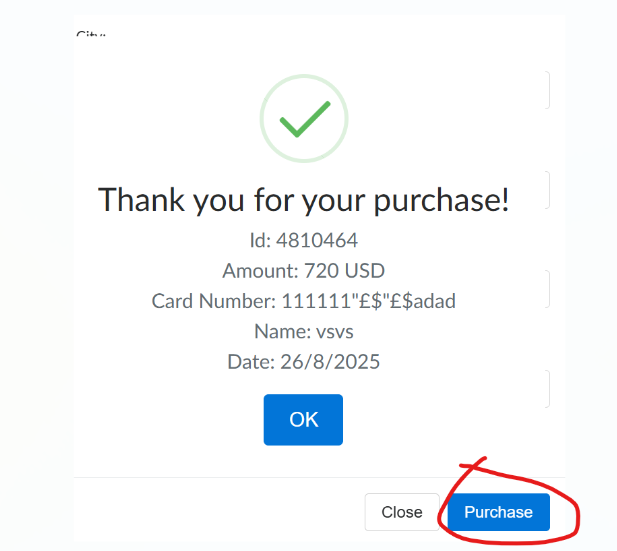 City:
Thank you for your purchase!
Id: 4810464
Amount: 720 USD
Card Number: 111111"£$"£$adad
Name: vsvs
Date: 26/8/2025
OK
Close
Purchase